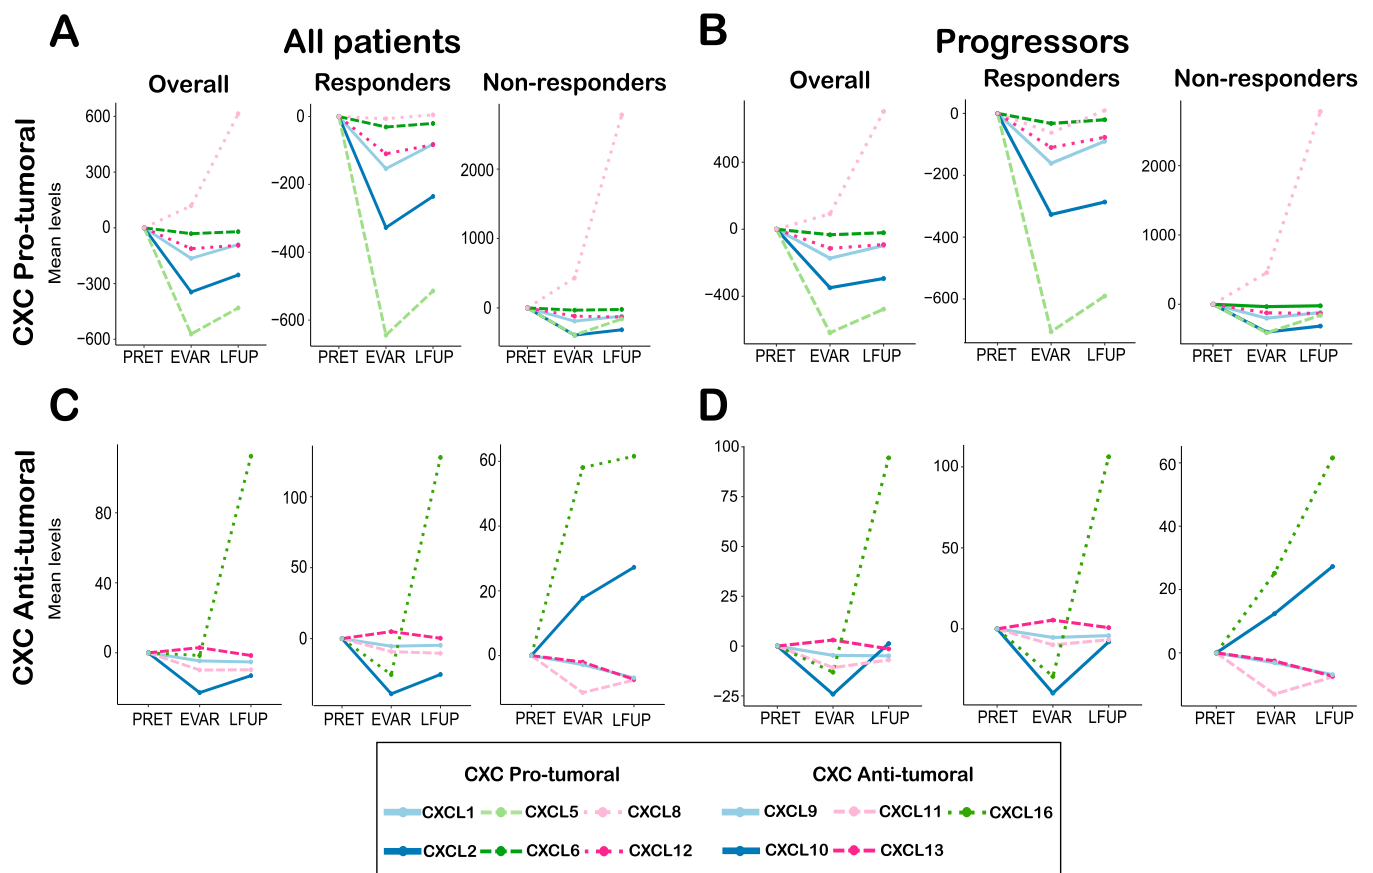 A
All patients
B
Progressors
Overall
Responders
Non-responders
Overall
Responders
Non-responders
CXC Pro-tumoral
Mean levels
600
300
0
−300
−600
PRET EVAR LFUP
0
−200
−400
−600
PRET EVAR LFUP
2000
1000
0
PRET EVAR LFUP
400
0
−400
PRET EVAR LFUP
0
−200
−400
−600
PRET EVAR LFUP
2000
1000
0
PRET EVAR LFUP
C
D
CXC Anti-tumoral
Mean levels
80
40
0
PRET EVAR LFUP
100
50
0
PRET EVAR LFUP
60
40
20
0
PRET EVAR LFUP
100
75
50
25
0
−25
PRET EVAR LFUP
100
50
0
PRET EVAR LFUP
60
40
20
0
PRET EVAR LFUP
CXC Pro-tumoral
CXC Anti-tumoral
CXCL1 CXCL5 CXCL8 CXCL9 CXCL11 CXCL16
CXCL2 CXCL6 CXCL12 CXCL10 CXCL13